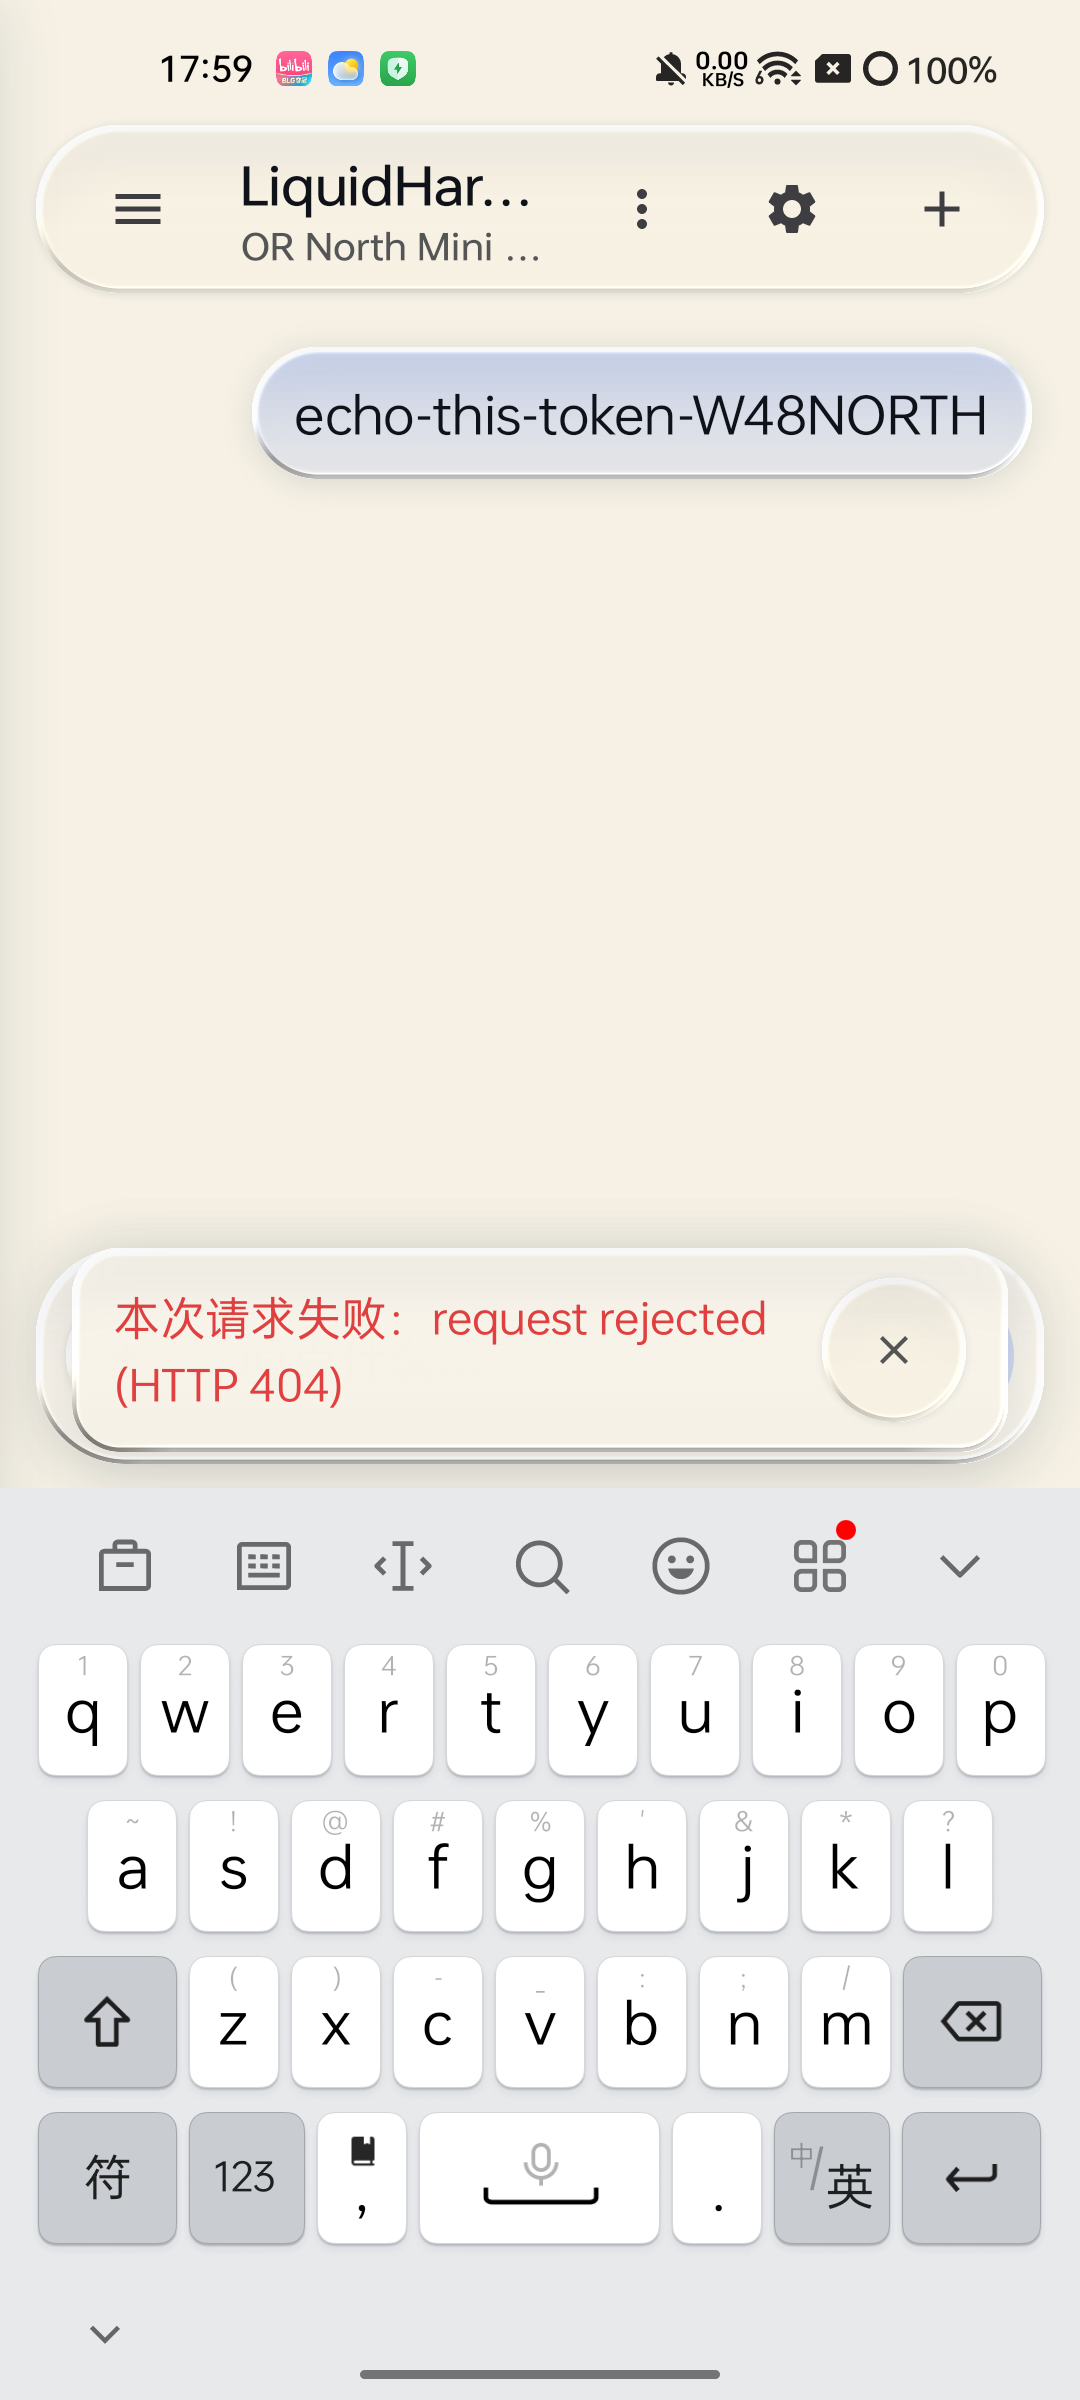 17:59
0.00
KB/S
100%
LiquidHar...
OR North Mini ...
echo-this-token-W48NORTH
本次请求失败：request rejected
(HTTP 404)
1 2 3 4 5 6 7 8 9 0
q w e r t y u i o p
~ ! @ # % ' & * ?
a s d f g h j k l
( ) - _ : ; /
z x c v b n m
符 123 , . 中/英